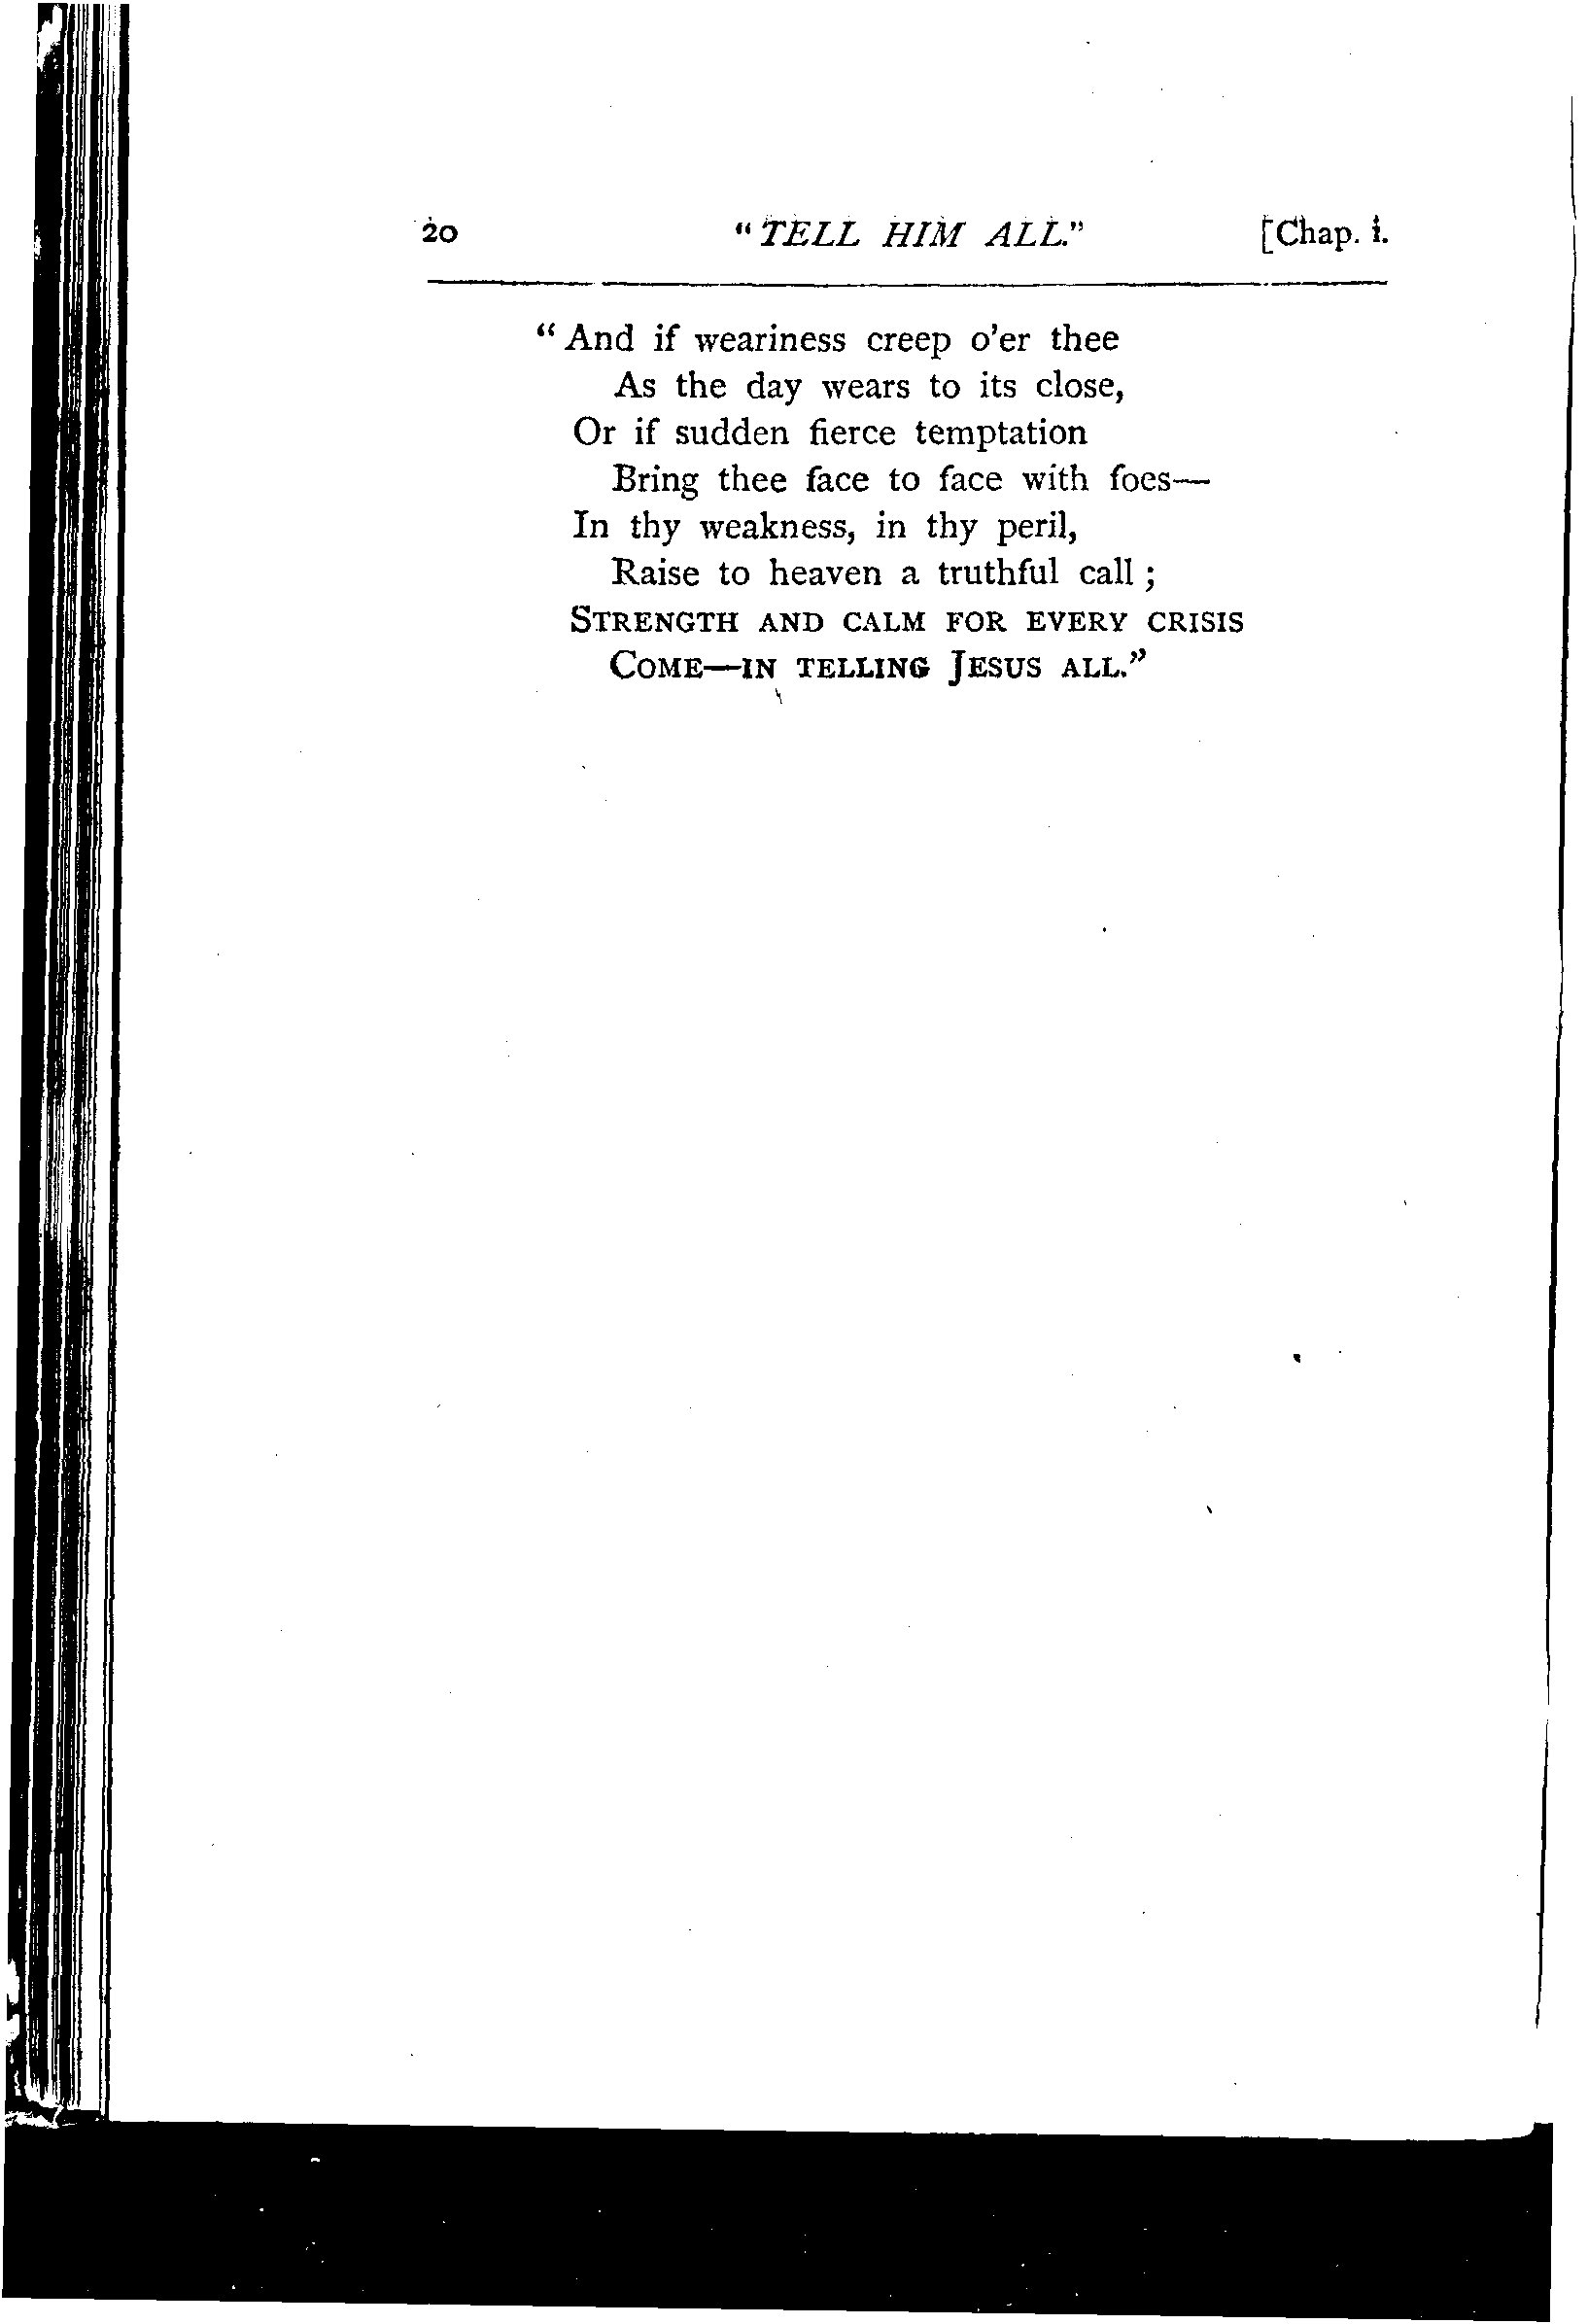 20 "TELL HIM ALL." [Chap. i.
"And if weariness creep o'er thee
As the day wears to its close,
Or if sudden fierce temptation
Bring thee face to face with foes—
In thy weakness, in thy peril,
Raise to heaven a truthful call;
STRENGTH AND CALM FOR EVERY CRISIS
COME—IN TELLING JESUS ALL."